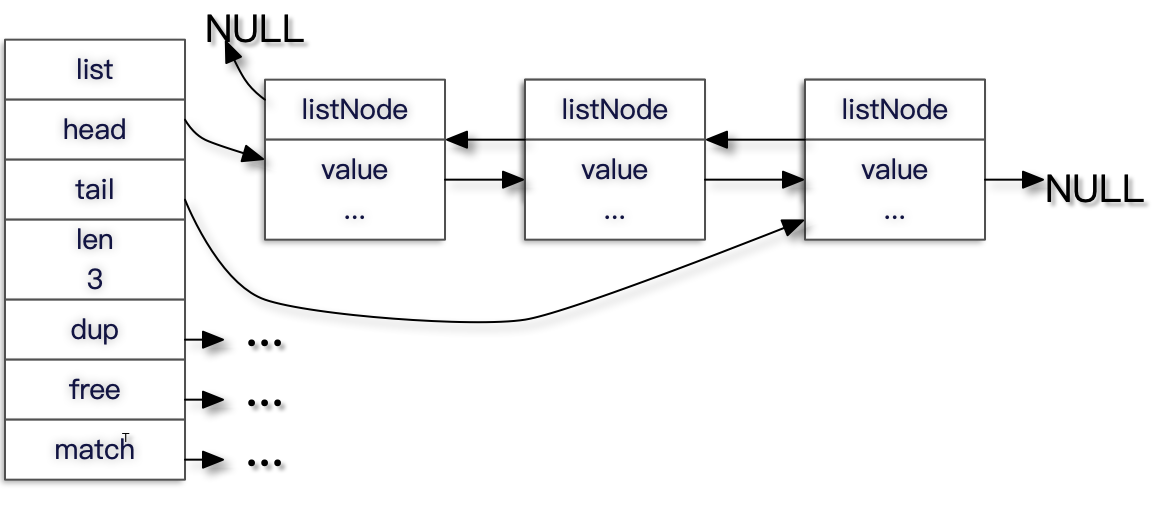 NULL
list
head
tail
len
3
dup
...
free
...
match
...
listNode
value
...
listNode
value
...
listNode
value
...
NULL